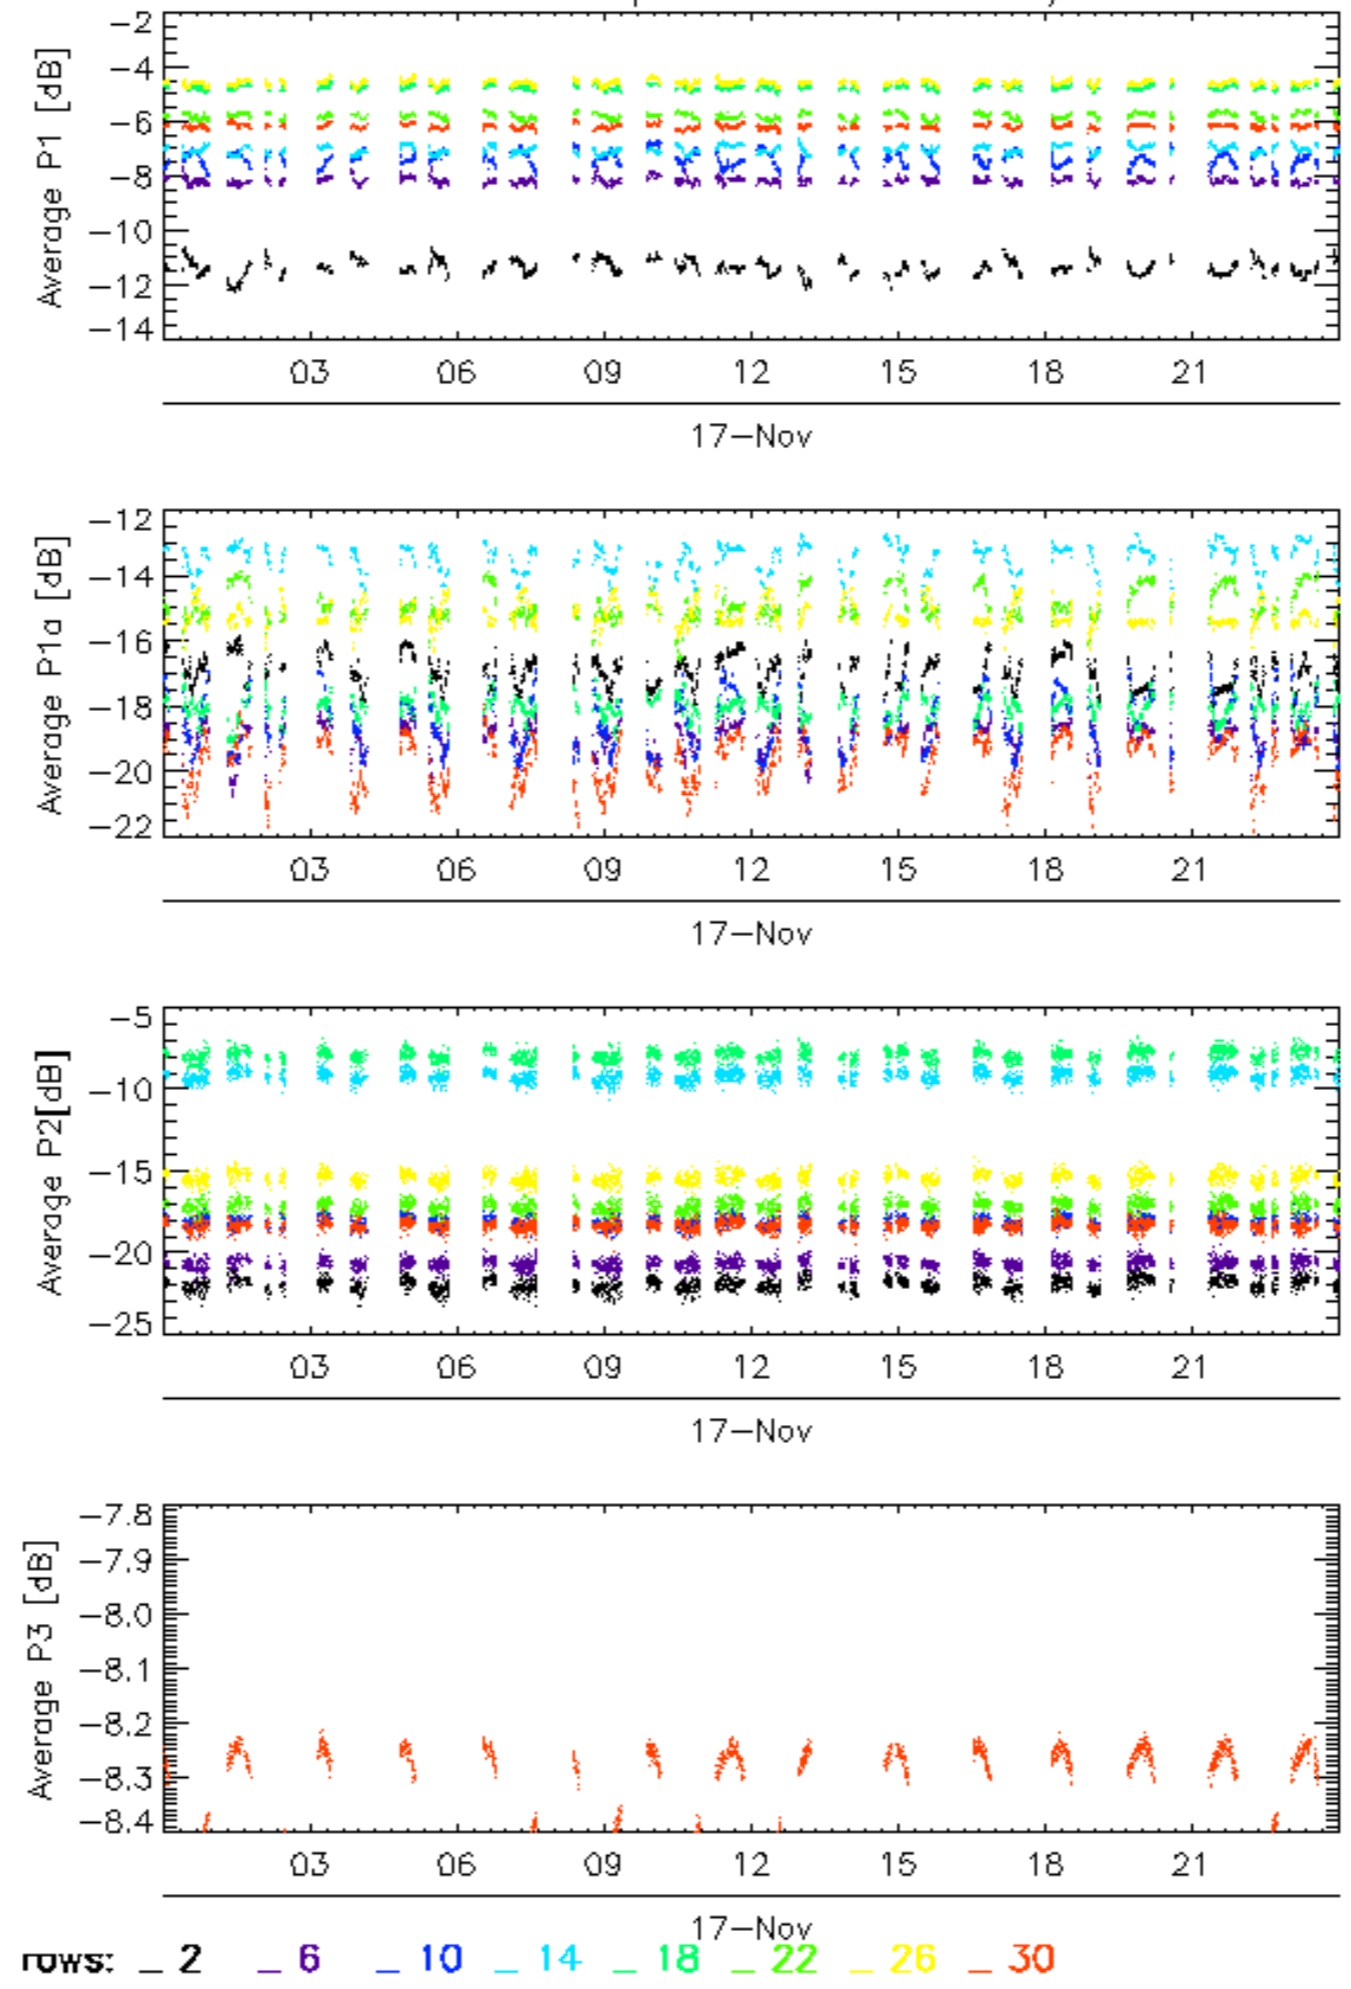 Average P1 [dB]
−2
−4
−6
−8
−10
−12
−14
03 06 09 12 15 18 21
17−Nov
Average P1a [dB]
−12
−14
−16
−18
−20
−22
03 06 09 12 15 18 21
17−Nov
Average P2[dB]
−5
−10
−15
−20
−25
03 06 09 12 15 18 21
17−Nov
Average P3 [dB]
−7.8
−7.9
−8.0
−8.1
−8.2
−8.3
−8.4
03 06 09 12 15 18 21
17−Nov
rows: _ 2 _ 6 _ 10 _ 14 _ 18 _ 22 _ 26 _ 30